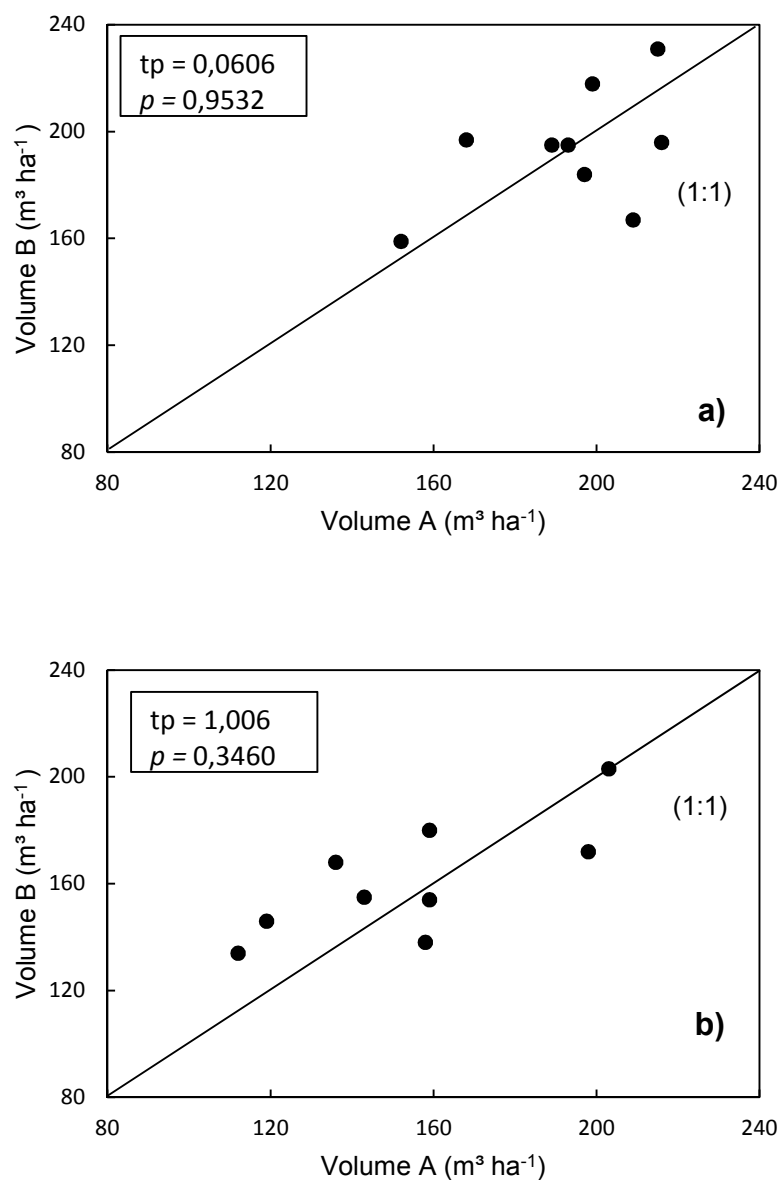 240
tp = 0,0606
p = 0,9532
200
(1:1)
160
120
a)
80
80 120 160 200 240
Volume B (m³ ha⁻¹)
Volume A (m³ ha⁻¹)
240
tp = 1,006
p = 0,3460
200
(1:1)
160
120
b)
80
80 120 160 200 240
Volume B (m³ ha⁻¹)
Volume A (m³ ha⁻¹)